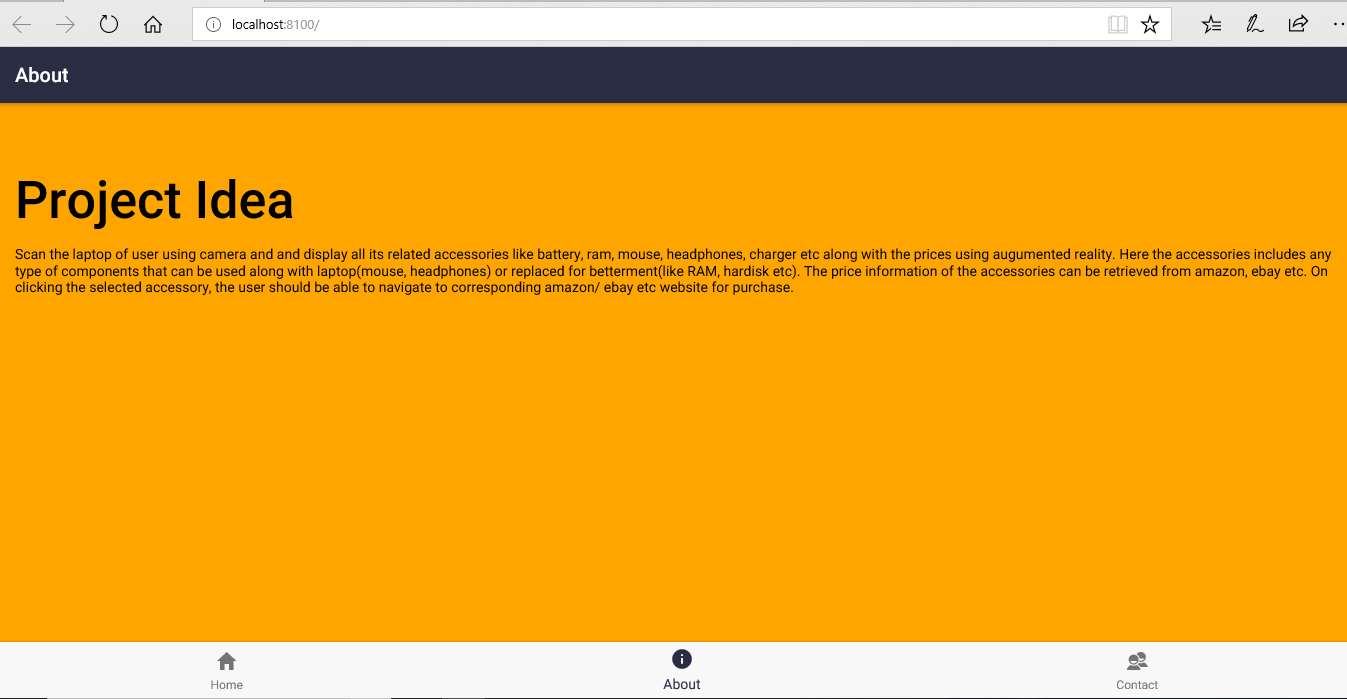 localhost:8100/
About
Project Idea
Scan the laptop of user using camera and and display all its related accessories like battery, ram, mouse, headphones, charger etc along with the prices using augumented reality. Here the accessories includes any
type of components that can be used along with laptop(mouse, headphones) or replaced for betterment(like RAM, hardisk etc). The price information of the accessories can be retrieved from amazon, ebay etc. On
clicking the selected accessory, the user should be able to navigate to corresponding amazon/ ebay etc website for purchase.
Home
About
Contact